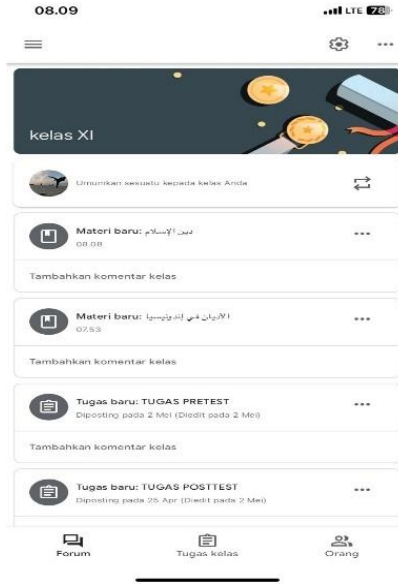 08.09
LTE 78
kelas XI
Umumkan sesuatu kepada kelas Anda
Materi baru: دين الإسلام
08.08
Tambahkan komentar kelas
Materi baru: الأديان في إندونيسيا
07.53
Tambahkan komentar kelas
Tugas baru: TUGAS PRETEST
Diposting pada 2 Mei (Diedit pada 2 Mei)
Tambahkan komentar kelas
Tugas baru: TUGAS POSTTEST
Diposting pada 25 Apr (Diedit pada 2 Mei)
Forum
Tugas kelas
Orang